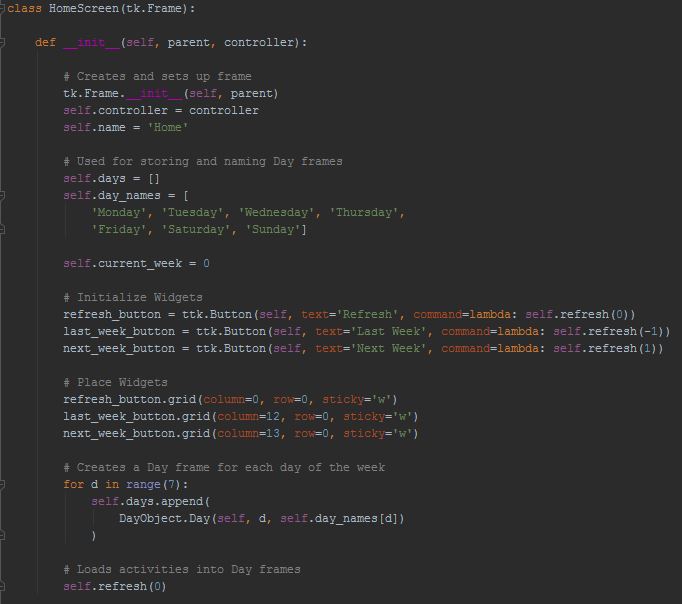 class HomeScreen(tk.Frame):
def __init__(self, parent, controller):
# Creates and sets up frame
tk.Frame.__init__(self, parent)
self.controller = controller
self.name = 'Home'
# Used for storing and naming Day frames
self.days = []
self.day_names = [
'Monday', 'Tuesday', 'Wednesday', 'Thursday',
'Friday', 'Saturday', 'Sunday']
self.current_week = 0
# Initialize Widgets
refresh_button = ttk.Button(self, text='Refresh', command=lambda: self.refresh(0))
last_week_button = ttk.Button(self, text='Last Week', command=lambda: self.refresh(-1))
next_week_button = ttk.Button(self, text='Next Week', command=lambda: self.refresh(1))
# Place Widgets
refresh_button.grid(column=0, row=0, sticky='w')
last_week_button.grid(column=12, row=0, sticky='w')
next_week_button.grid(column=13, row=0, sticky='w')
# Creates a Day frame for each day of the week
for d in range(7):
self.days.append(
DayObject.Day(self, d, self.day_names[d])
)
# Loads activities into Day frames
self.refresh(0)